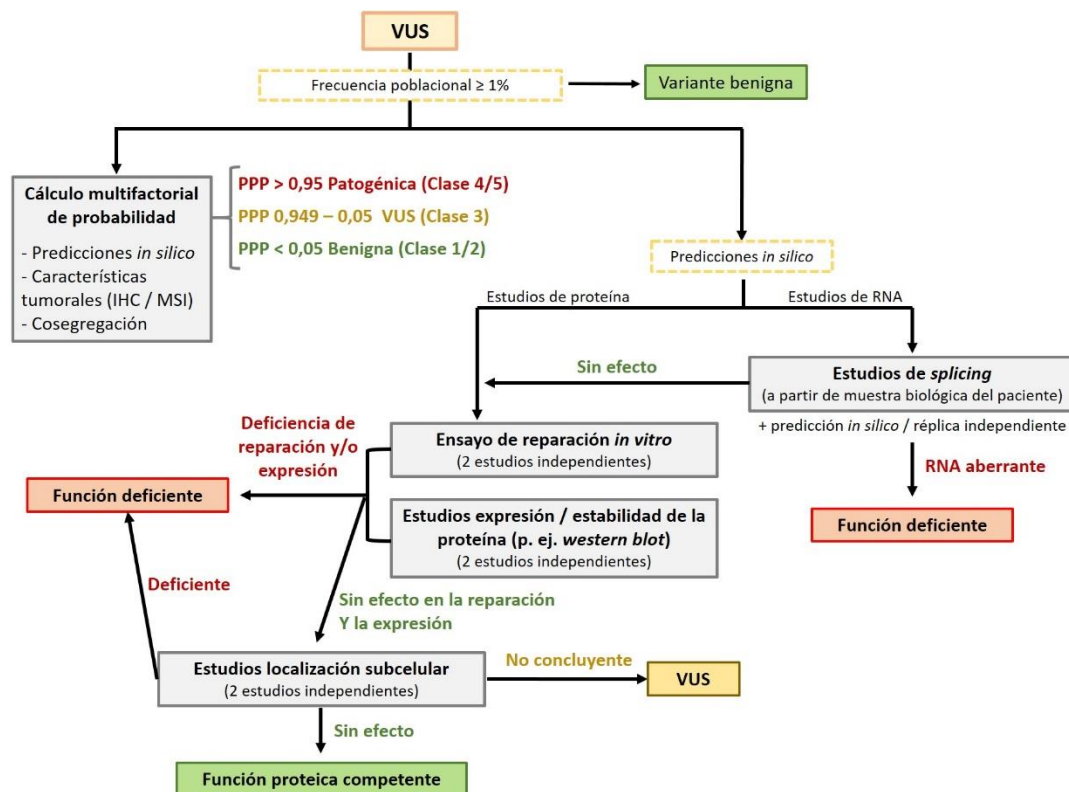 VUS
Frecuencia poblacional ≥ 1%
Variante benigna
Cálculo multifactorial
de probabilidad
- Predicciones in silico
- Características
tumorales (IHC / MSI)
- Cosegregación
PPP > 0,95 Patogénica (Clase 4/5)
PPP 0,949 – 0,05 VUS (Clase 3)
PPP < 0,05 Benigna (Clase 1/2)
Predicciones in silico
Estudios de proteína
Estudios de RNA
Sin efecto
Estudios de splicing
(a partir de muestra biológica del paciente)
+ predicción in silico / réplica independiente
RNA aberrante
Función deficiente
Deficiencia de
reparación y/o
expresión
Ensayo de reparación in vitro
(2 estudios independientes)
Función deficiente
Estudios expresión / estabilidad de la
proteína (p. ej. western blot)
(2 estudios independientes)
Deficiente
Sin efecto en la reparación
Y la expresión
Estudios localización subcelular
(2 estudios independientes)
No concluyente
VUS
Sin efecto
Función proteica competente